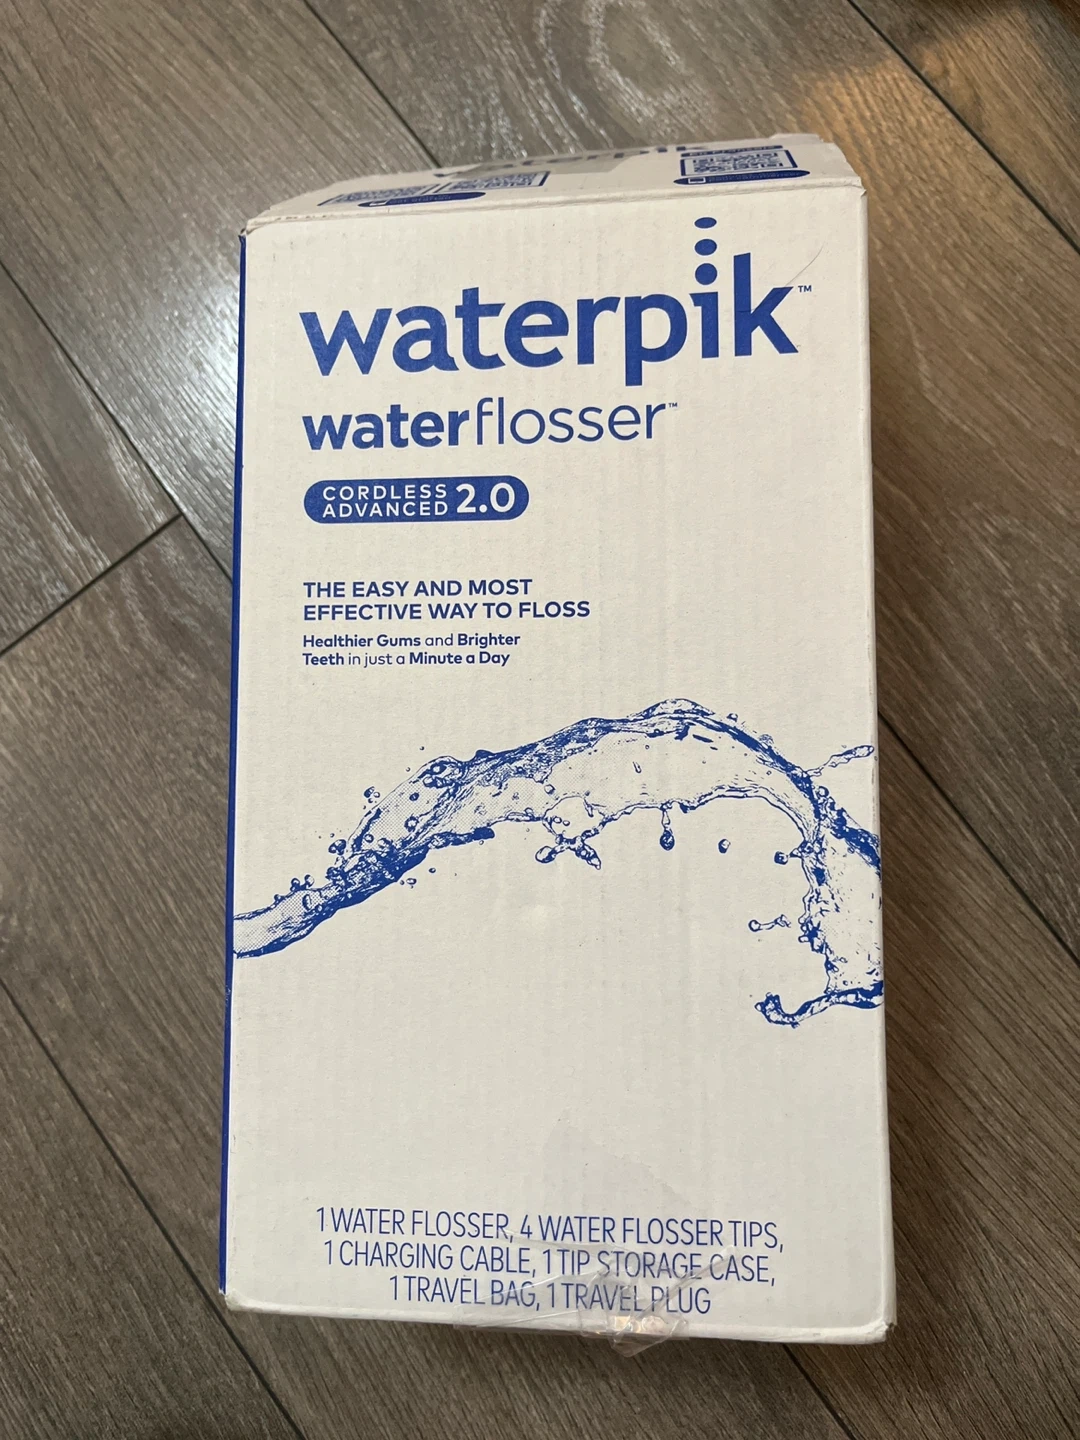 waterpik
waterpik™
waterflosser™
CORDLESS
ADVANCED 2.0
THE EASY AND MOST
EFFECTIVE WAY TO FLOSS
Healthier Gums and Brighter
Teeth in just a Minute a Day
1 WATER FLOSSER, 4 WATER FLOSSER TIPS,
1 CHARGING CABLE, 1 TIP STORAGE CASE,
1 TRAVEL BAG, 1 TRAVEL PLUG